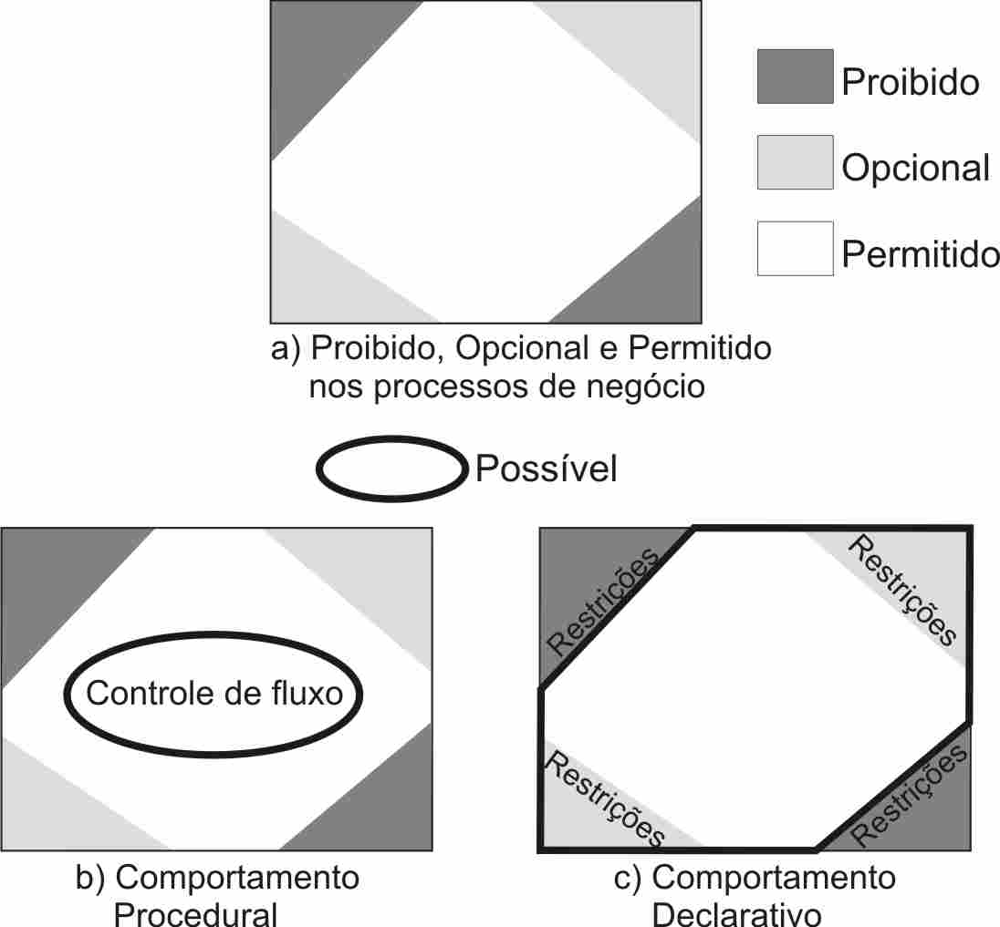 Proibido
Opcional
Permitido
a) Proibido, Opcional e Permitido
nos processos de negócio
Possível
Controle de fluxo
b) Comportamento
Procedural
Restrições
Restrições
Restrições
Restrições
c) Comportamento
Declarativo